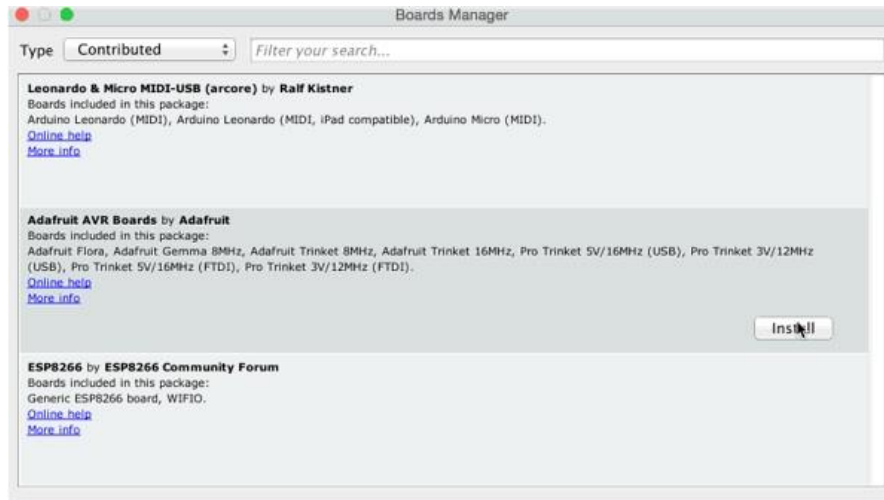 Boards Manager
Type Contributed Filter your search...
Leonardo & Micro MIDI-USB (arcore) by Ralf Kistner
Boards included in this package:
Arduino Leonardo (MIDI), Arduino Leonardo (MIDI, iPad compatible), Arduino Micro (MIDI).
Online help
More info
Adafruit AVR Boards by Adafruit
Boards included in this package:
Adafruit Flora, Adafruit Gemma 8MHz, Adafruit Trinket 8MHz, Adafruit Trinket 16MHz, Pro Trinket 5V/16MHz (USB), Pro Trinket 3V/12MHz
(USB), Pro Trinket 5V/16MHz (FTDI), Pro Trinket 3V/12MHz (FTDI).
Online help
More info
Install
ESP8266 by ESP8266 Community Forum
Boards included in this package:
Generic ESP8266 board, WIFIO.
Online help
More info